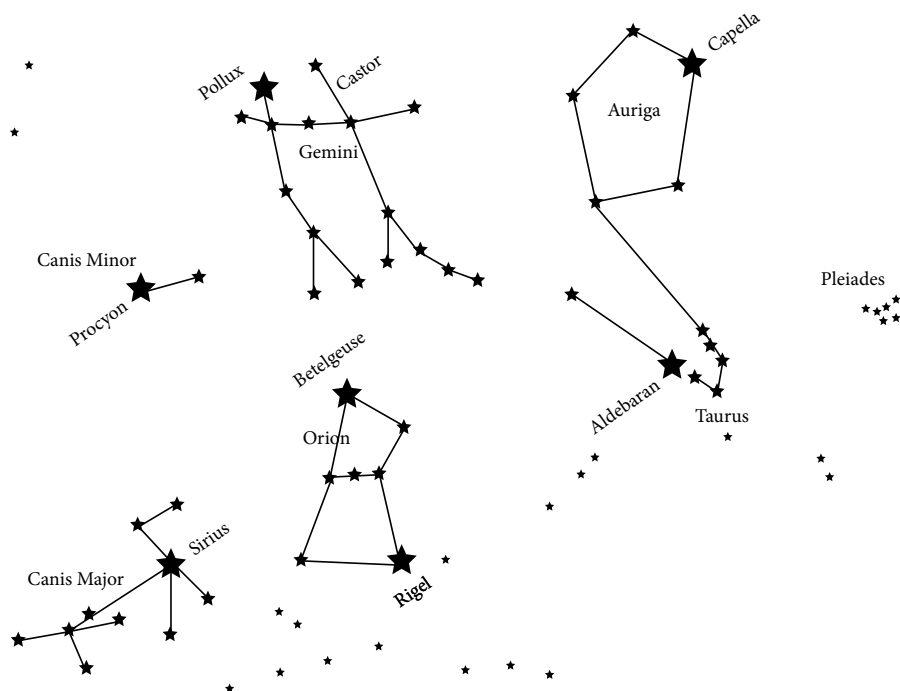 Capella
Pollux
Castor
Auriga
Gemini
Canis Minor
Procyon
Pleiades
Betelgeuse
Aldebaran
Taurus
Orion
Sirius
Canis Major
Rigel